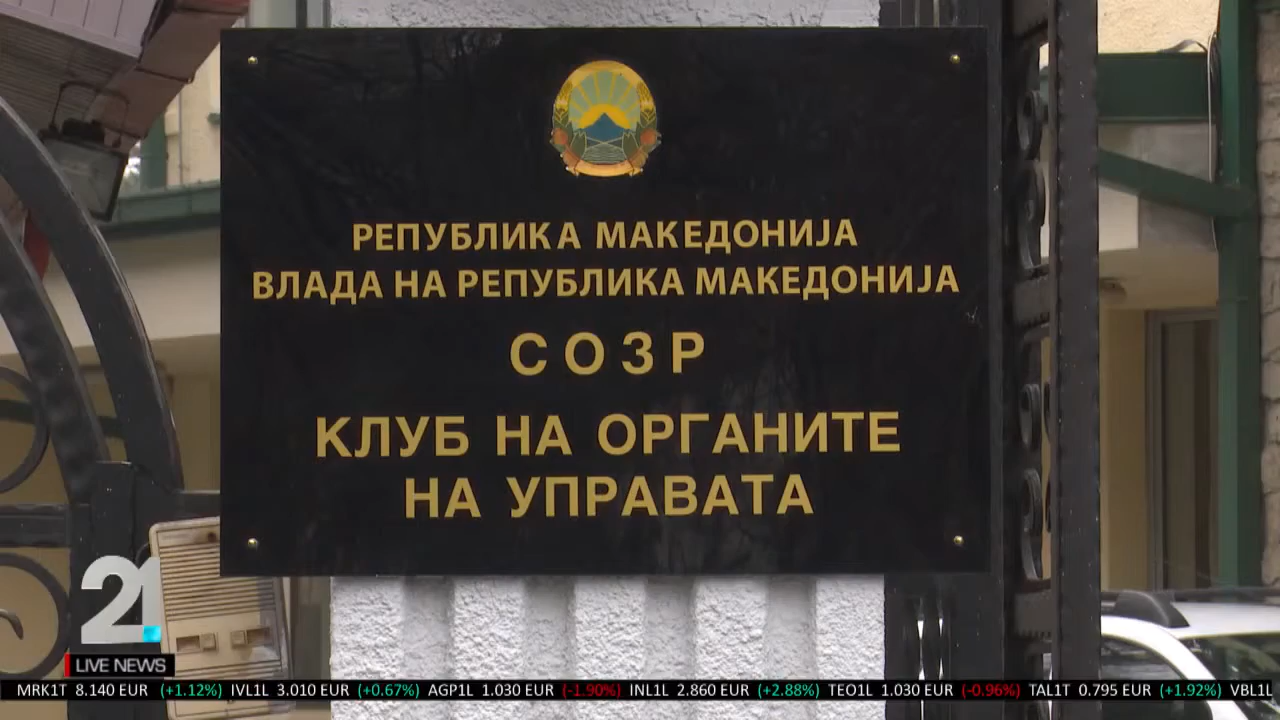 РЕПУБЛИКА МАКЕДОНИЈА
ВЛАДА НА РЕПУБЛИКА МАКЕДОНИЈА
СОЗР
КЛУБ НА ОРГАНИТЕ
НА УПРАВАТА
21
LIVE NEWS
MRK1T 8.140 EUR (+1.12%) IVL1L 3.010 EUR (+0.67%) AGP1L 1.030 EUR (-1.90%) INL1L 2.860 EUR (+2.88%) TEO1L 1.030 EUR (-0.96%) TAL1T 0.795 EUR (+1.92%) VBL1L